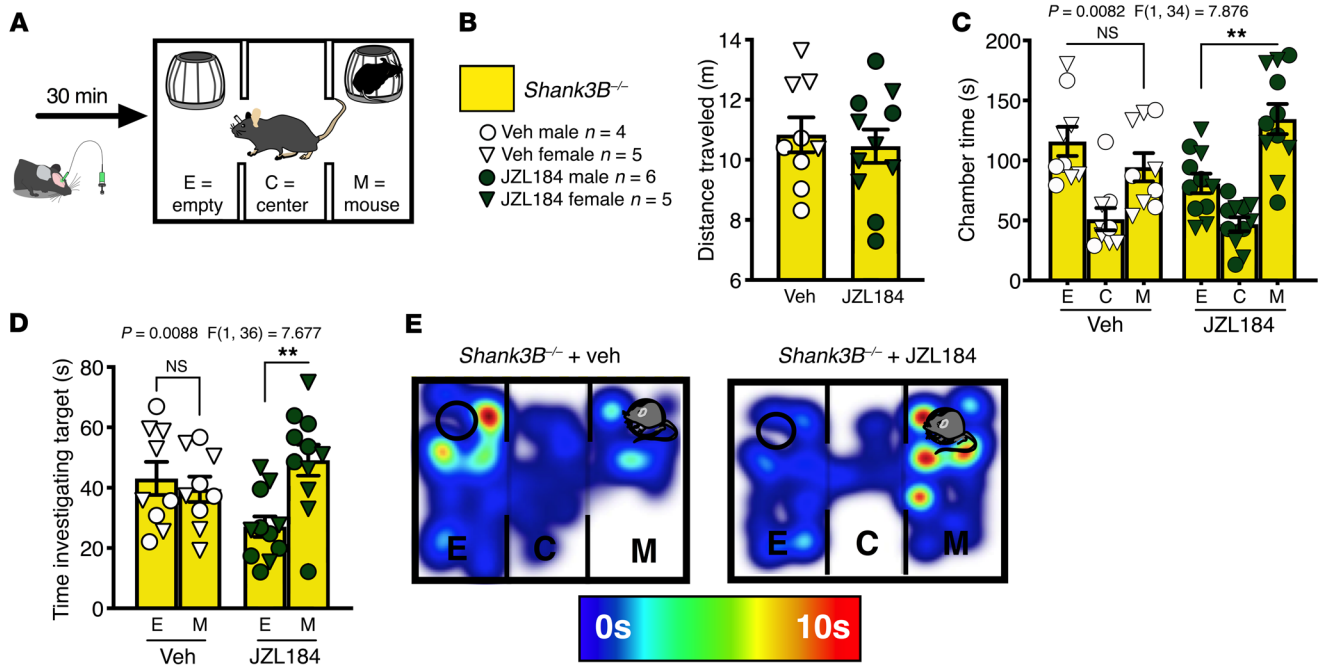 A
30 min
E =
empty
C =
center
M =
mouse
B
Shank3B–/–
Veh male n = 4
Veh female n = 5
JZL184 male n = 6
JZL184 female n = 5
Distance traveled (m)
14
12
10
8
6
Veh JZL184
C
P = 0.0082 F(1, 34) = 7.876
NS
**
Chamber time (s)
200
150
100
50
0
E C M E C M
Veh JZL184
D
P = 0.0088 F(1, 36) = 7.677
NS
**
Time investigating target (s)
80
60
40
20
0
E M E M
Veh JZL184
E
Shank3B–/– + veh
E C M
Shank3B–/– + JZL184
E C M
0s 10s